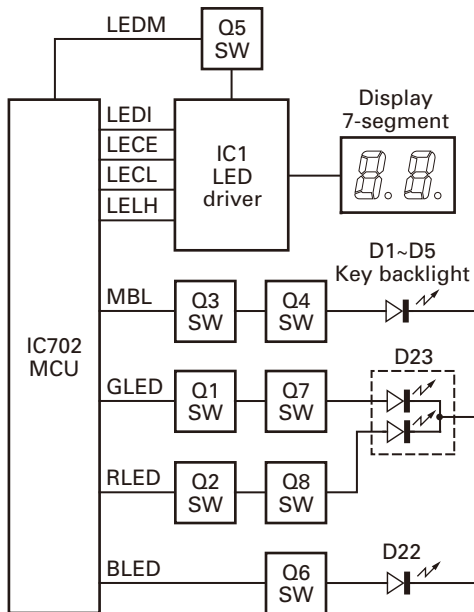 LEDM
Q5
SW
LEDI
LECE
LECL
LELH
IC1
LED
driver
Display
7-segment
8.8.
D1~D5
Key backlight
MBL
Q3
SW
Q4
SW
IC702
MCU
D23
GLED
Q1
SW
Q7
SW
RLED
Q2
SW
Q8
SW
D22
BLED
Q6
SW